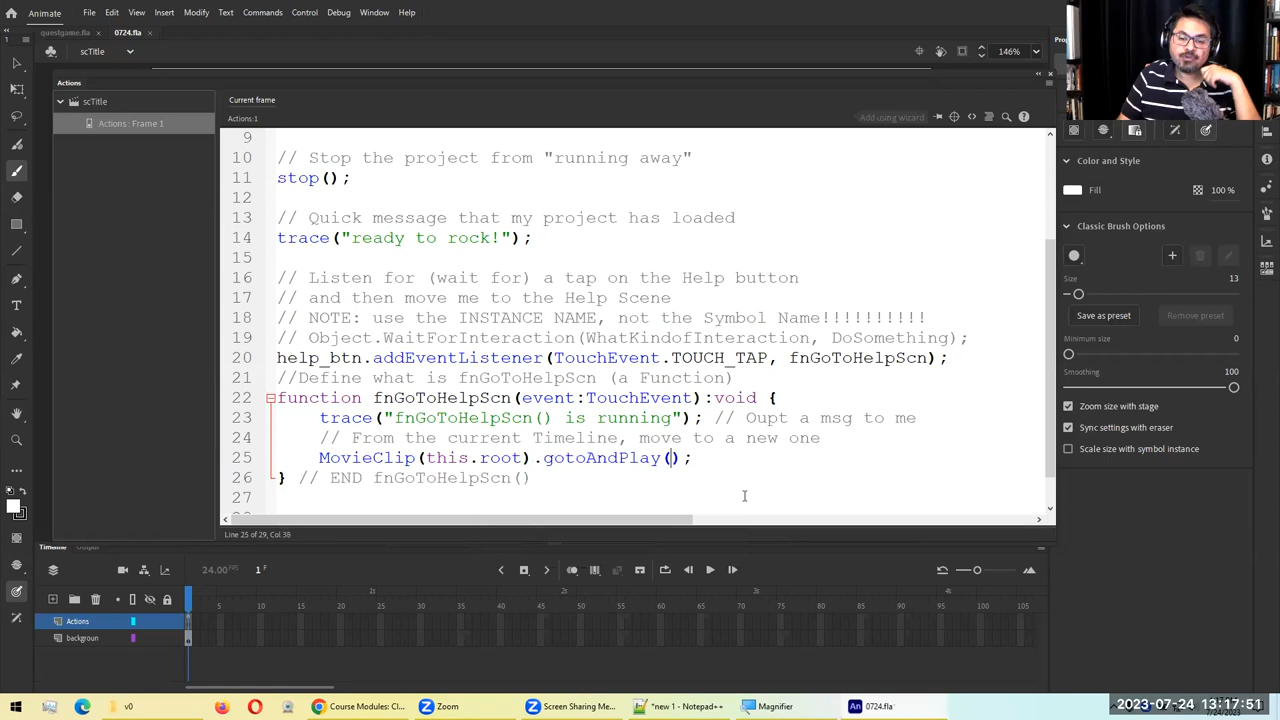 Animate File Edit View Insert Modify Text Commands Control Debug Window Help
questgame.fla × 0724.fla ×
scTitle 146%
Actions
scTitle
Actions : Frame 1
Current frame
Actions:1 Add using wizard
9
10 // Stop the project from "running away"
11 stop();
12
13 // Quick message that my project has loaded
14 trace("ready to rock!");
15
16 // Listen for (wait for) a tap on the Help button
17 // and then move me to the Help Scene
18 // NOTE: use the INSTANCE NAME, not the Symbol Name!!!!!!!!!!
19 // Object.WaitForInteraction(WhatKindofInteraction, DoSomething);
20 help_btn.addEventListener(TouchEvent.TOUCH_TAP, fnGoToHelpScn);
21 //Define what is fnGoToHelpScn (a Function)
22 function fnGoToHelpScn(event:TouchEvent):void {
23 trace("fnGoToHelpScn() is running"); // Oupt a msg to me
24 // From the current Timeline, move to a new one
25 MovieClip(this.root).gotoAndPlay();
26 } // END fnGoToHelpScn()
27
Line 25 of 29, Col 38
Color and Style
Fill 100 %
Classic Brush Options
Size
13
Save as preset Remove preset
Minimum size 0
Smoothing: 100
Zoom size with stage
Sync settings with eraser
Scale size with symbol instance
Timeline Output
24.00 FPS 1 F
1s 2s 3s 4s
5 10 15 20 25 30 35 40 45 50 55 60 65 70 75 80 85 90 95 100 105
Actions
backgroun
v0 Course Modules: Cl... Zoom Screen Sharing Me... *new 1 - Notepad++ Magnifier 0724.fla
2023-07-24 13:17:51